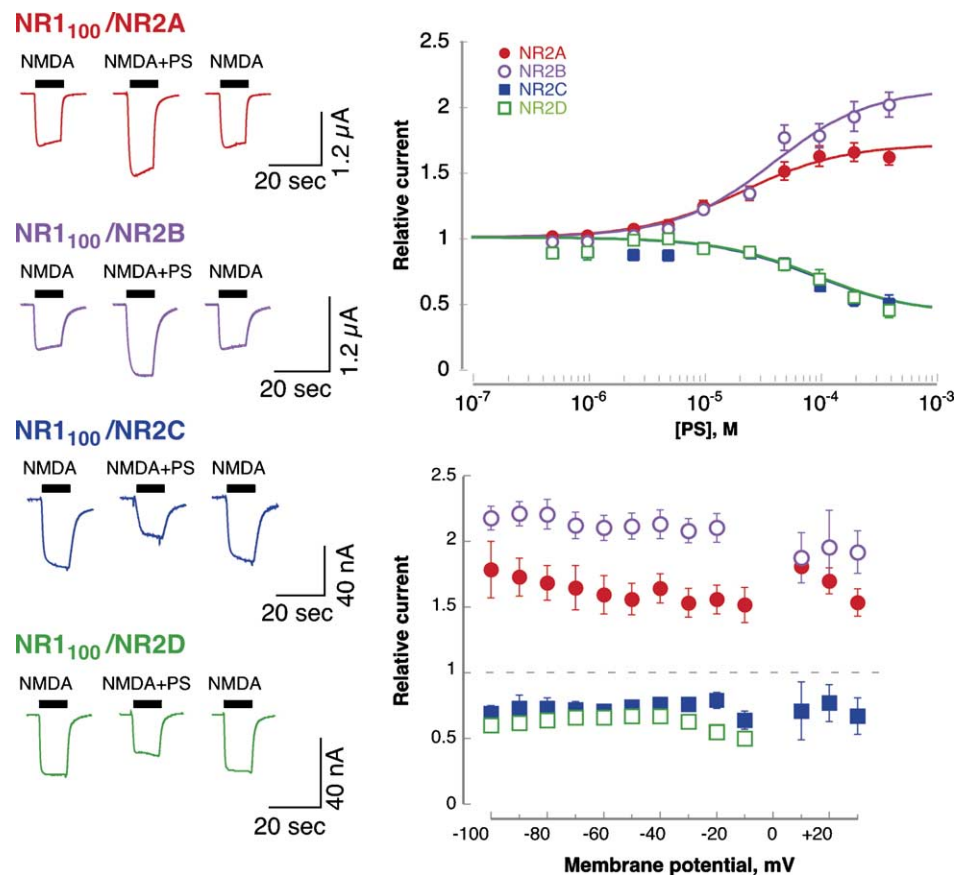 NR1100/NR2A
NMDA NMDA+PS NMDA
1.2 µA
20 sec
NR1100/NR2B
NMDA NMDA+PS NMDA
1.2 µA
20 sec
NR1100/NR2C
NMDA NMDA+PS NMDA
40 nA
20 sec
NR1100/NR2D
NMDA NMDA+PS NMDA
40 nA
20 sec
2.5
2
1.5
1
0.5
0
Relative current
NR2A
NR2B
NR2C
NR2D
10-7 10-6 10-5 10-4 10-3
[PS], M
2.5
2
1.5
1
0.5
0
Relative current
-100 -80 -60 -40 -20 0 +20
Membrane potential, mV